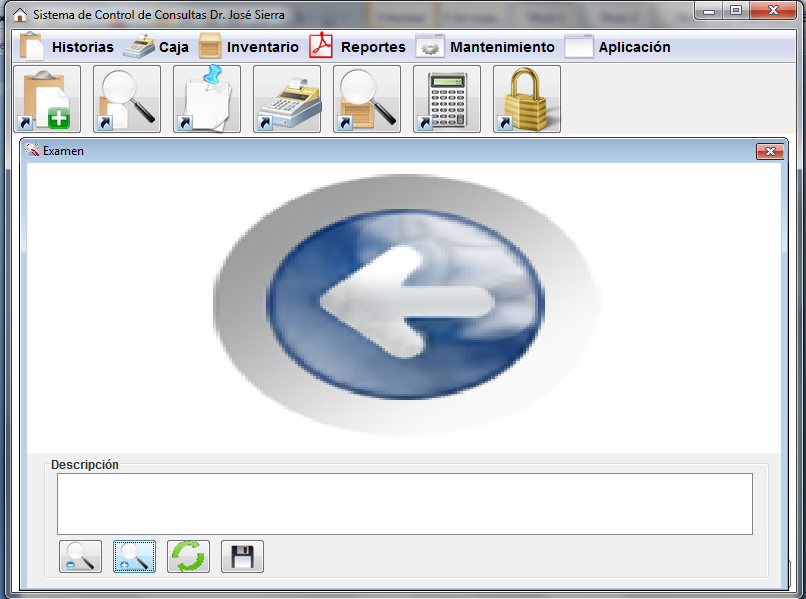 Sistema de Control de Consultas Dr. José Sierra
Historias Caja Inventario Reportes Mantenimiento Aplicación
Examen
Descripción